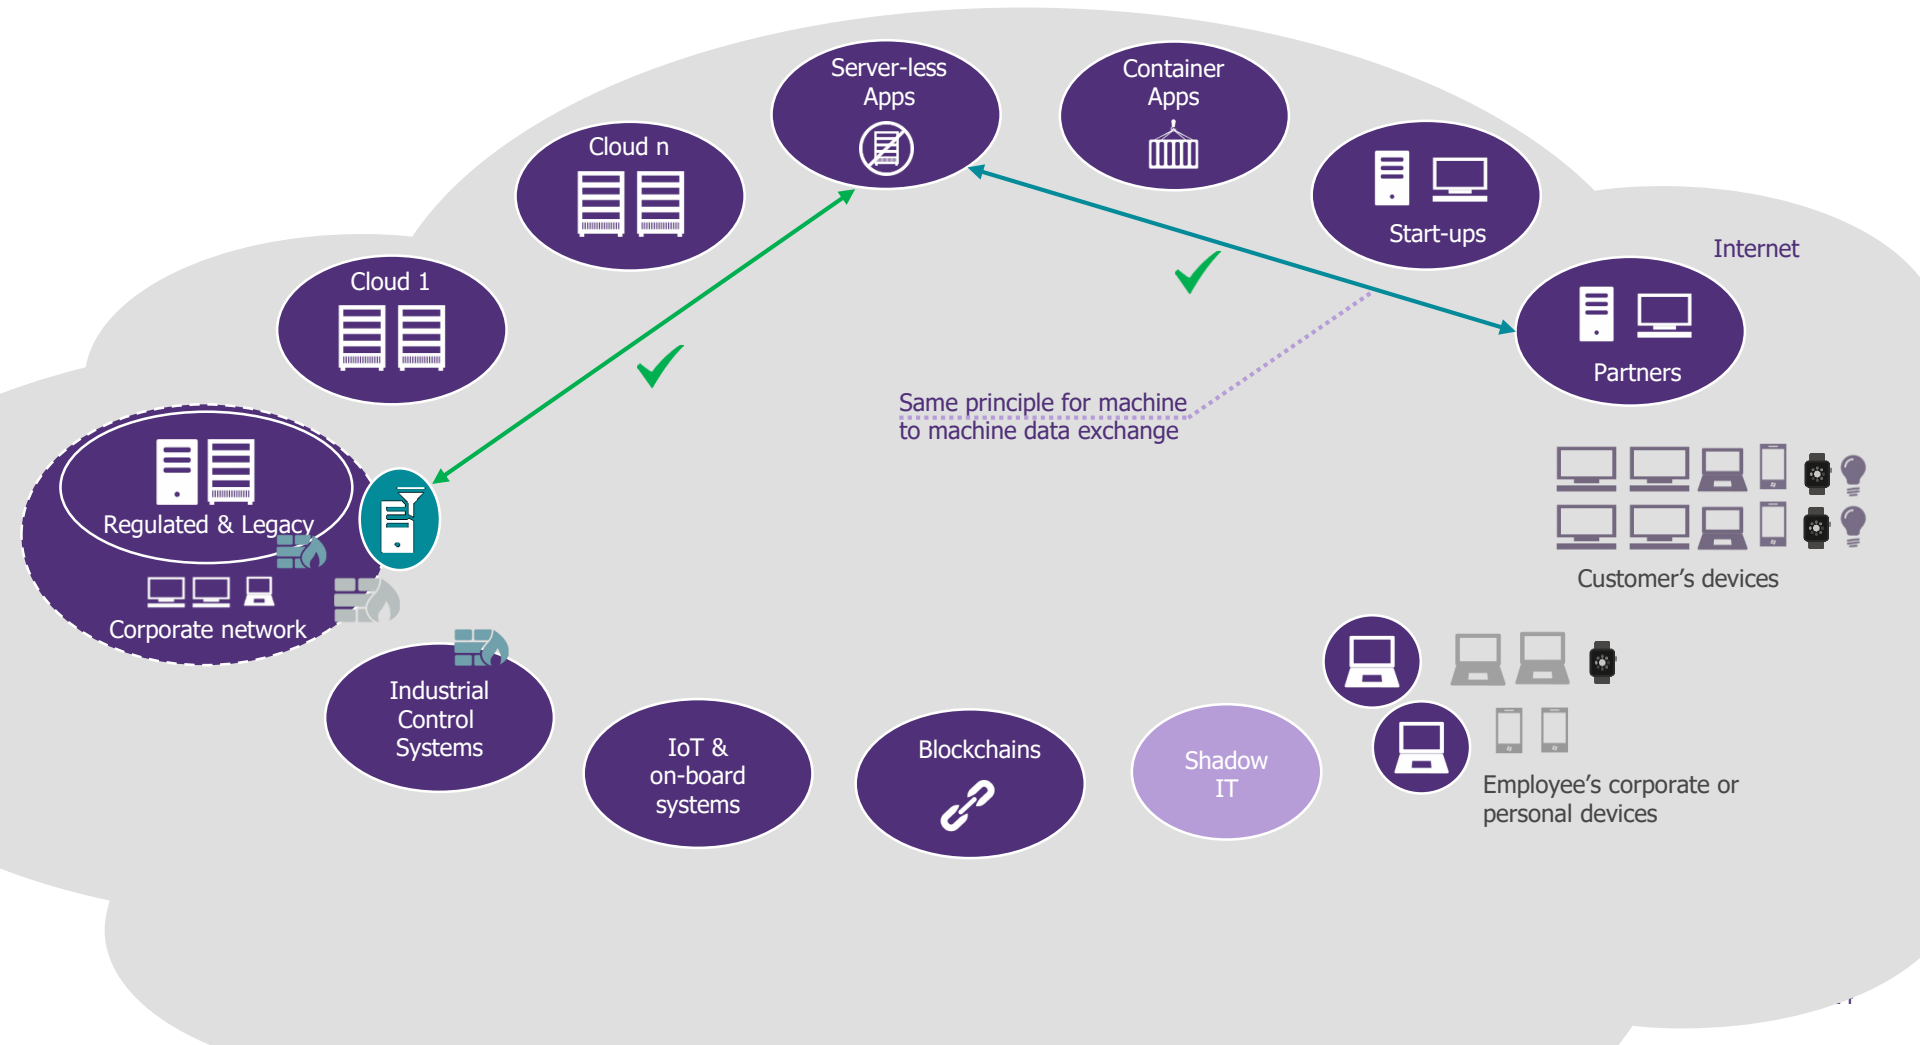 Server-less
Apps
Container
Apps
Cloud n
Start-ups
Internet
Cloud 1
Partners
Same principle for machine
to machine data exchange
Regulated & Legacy
Corporate network
Customer’s devices
Industrial
Control
Systems
IoT &
on-board
systems
Blockchains
Shadow
IT
Employee’s corporate or
personal devices